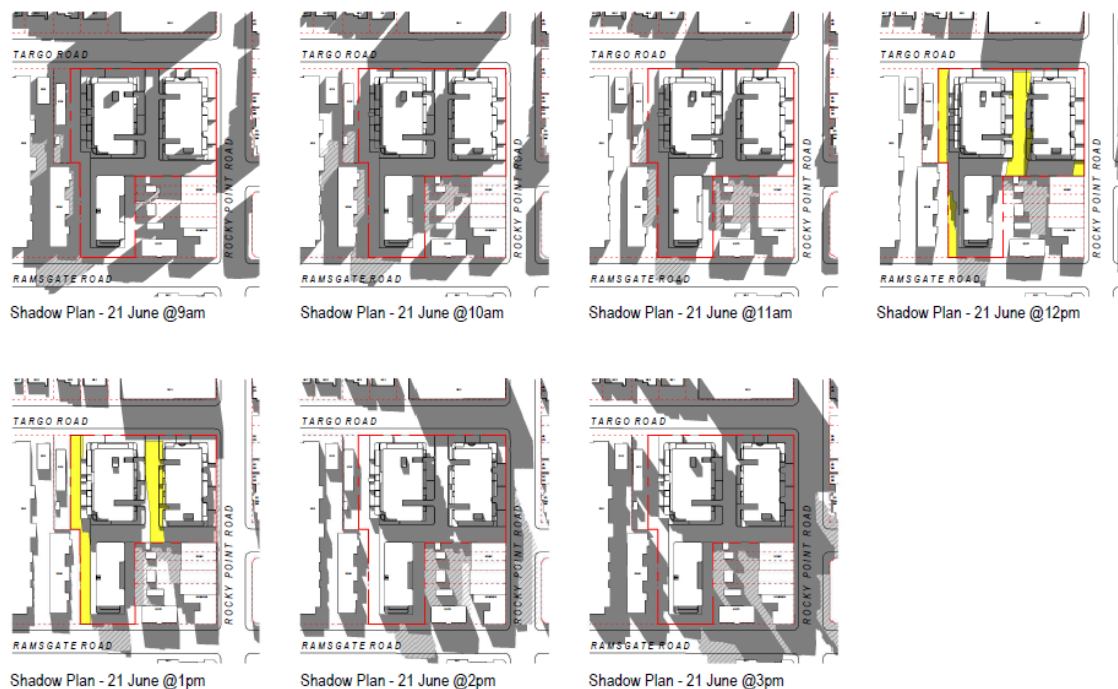 TARGO ROAD
ROCKY POINT ROAD
RAMSGATE ROAD
Shadow Plan - 21 June @9am
TARGO ROAD
ROCKY POINT ROAD
RAMSGATE ROAD
Shadow Plan - 21 June @10am
TARGO ROAD
ROCKY POINT ROAD
RAMSGATE ROAD
Shadow Plan - 21 June @11am
TARGO ROAD
ROCKY POINT ROAD
RAMSGATE ROAD
Shadow Plan - 21 June @12pm
TARGO ROAD
ROCKY POINT ROAD
RAMSGATE ROAD
Shadow Plan - 21 June @1pm
TARGO ROAD
ROCKY POINT ROAD
RAMSGATE ROAD
Shadow Plan - 21 June @2pm
TARGO ROAD
ROCKY POINT ROAD
RAMSGATE ROAD
Shadow Plan - 21 June @3pm